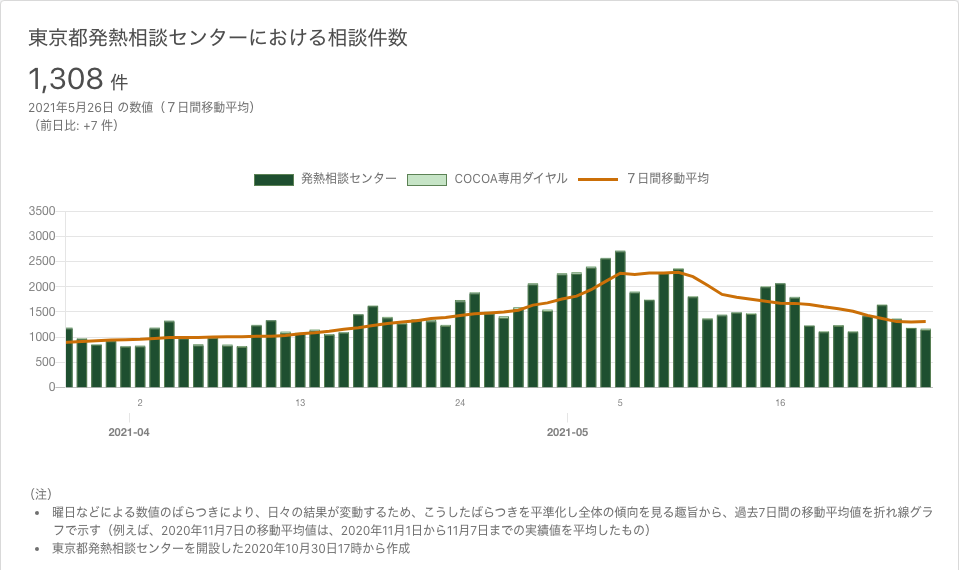 東京都発熱相談センターにおける相談件数
1,308 件
2021年5月26日 の数値（７日間移動平均）
（前日比: +7 件）
発熱相談センター COCOA専用ダイヤル ７日間移動平均
3500
3000
2500
2000
1500
1000
500
0
2 13 24 5 16
2021-04 2021-05
（注）
• 曜日などによる数値のばらつきにより、日々の結果が変動するため、こうしたばらつきを平準化し全体の傾向を見る趣旨から、過去7日間の移動平均値を折れ線グラ
フで示す（例えば、2020年11月7日の移動平均値は、2020年11月1日から11月7日までの実績値を平均したもの）
• 東京都発熱相談センターを開設した2020年10月30日17時から作成